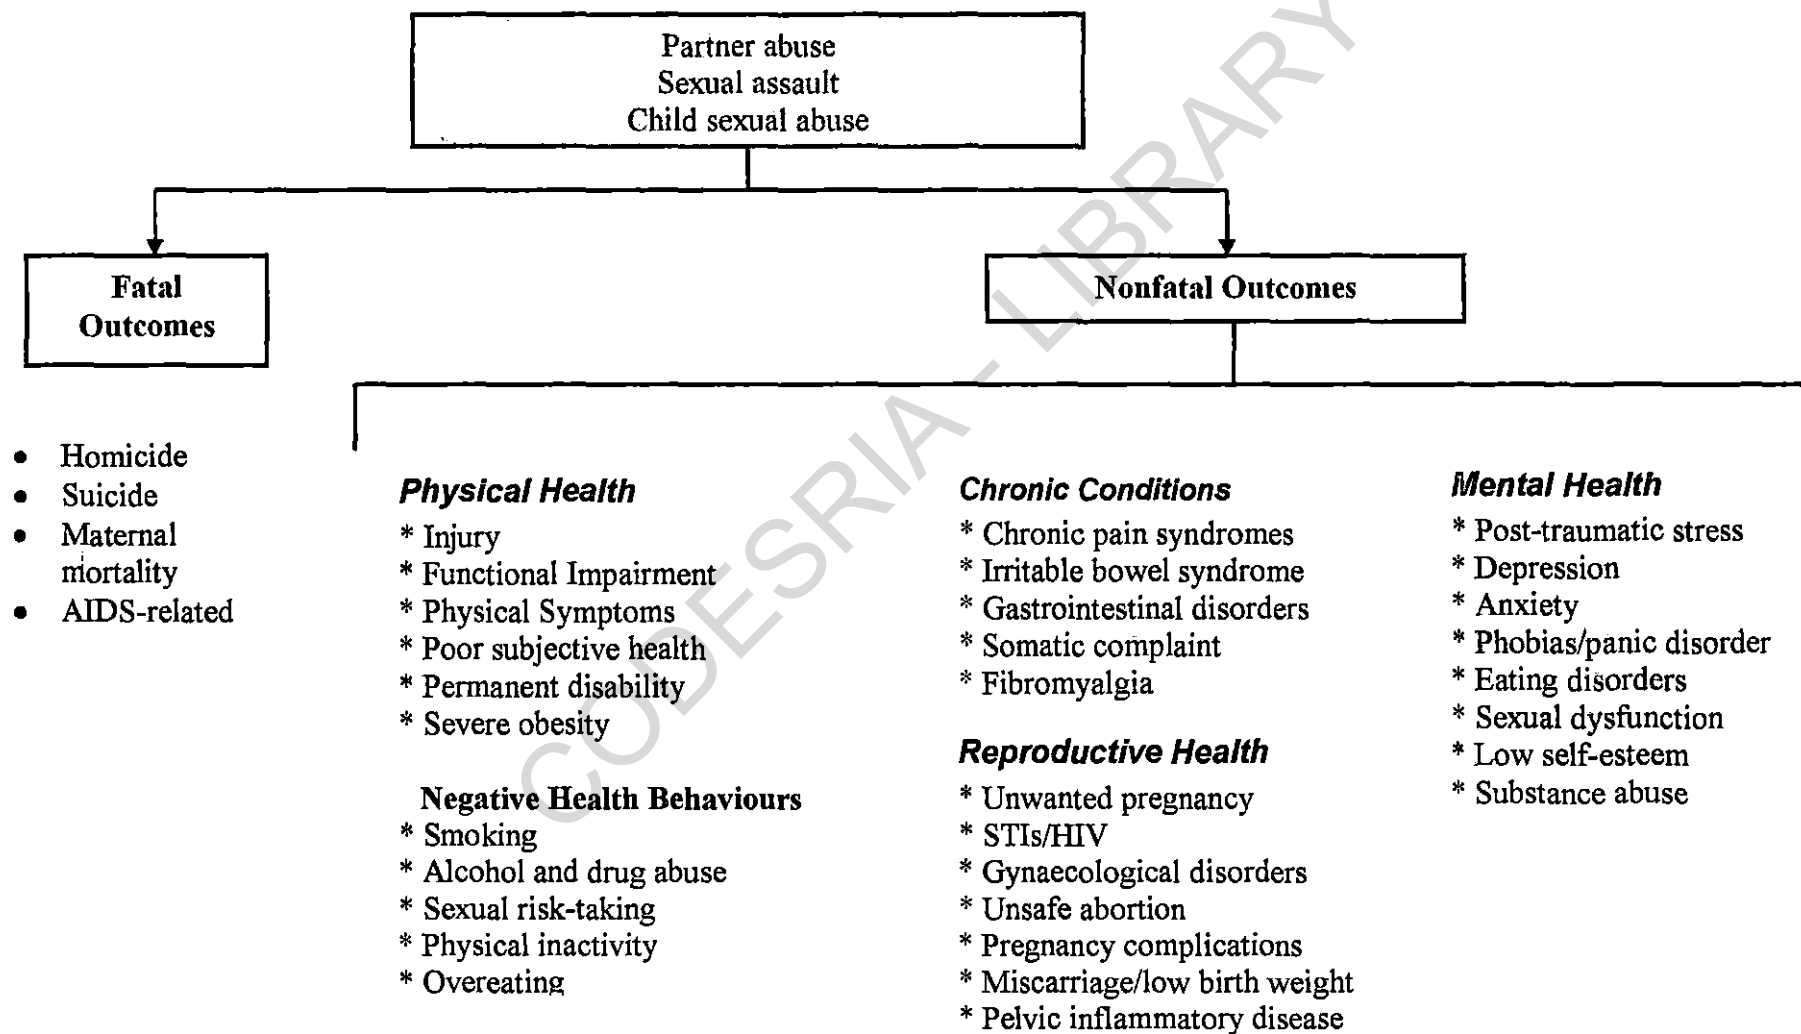 Partner abuse
Sexual assault
Child sexual abuse
Fatal
Outcomes
Nonfatal Outcomes
• Homicide
• Suicide
• Maternal
mortality
• AIDS-related
Physical Health
* Injury
* Functional Impairment
* Physical Symptoms
* Poor subjective health
* Permanent disability
* Severe obesity
Negative Health Behaviours
* Smoking
* Alcohol and drug abuse
* Sexual risk-taking
* Physical inactivity
* Overeating
Chronic Conditions
* Chronic pain syndromes
* Irritable bowel syndrome
* Gastrointestinal disorders
* Somatic complaint
* Fibromyalgia
Reproductive Health
* Unwanted pregnancy
* STIs/HIV
* Gynaecological disorders
* Unsafe abortion
* Pregnancy complications
* Miscarriage/low birth weight
* Pelvic inflammatory disease
Mental Health
* Post-traumatic stress
* Depression
* Anxiety
* Phobias/panic disorder
* Eating disorders
* Sexual dysfunction
* Low self-esteem
* Substance abuse
CODESRIA - LIBRARY